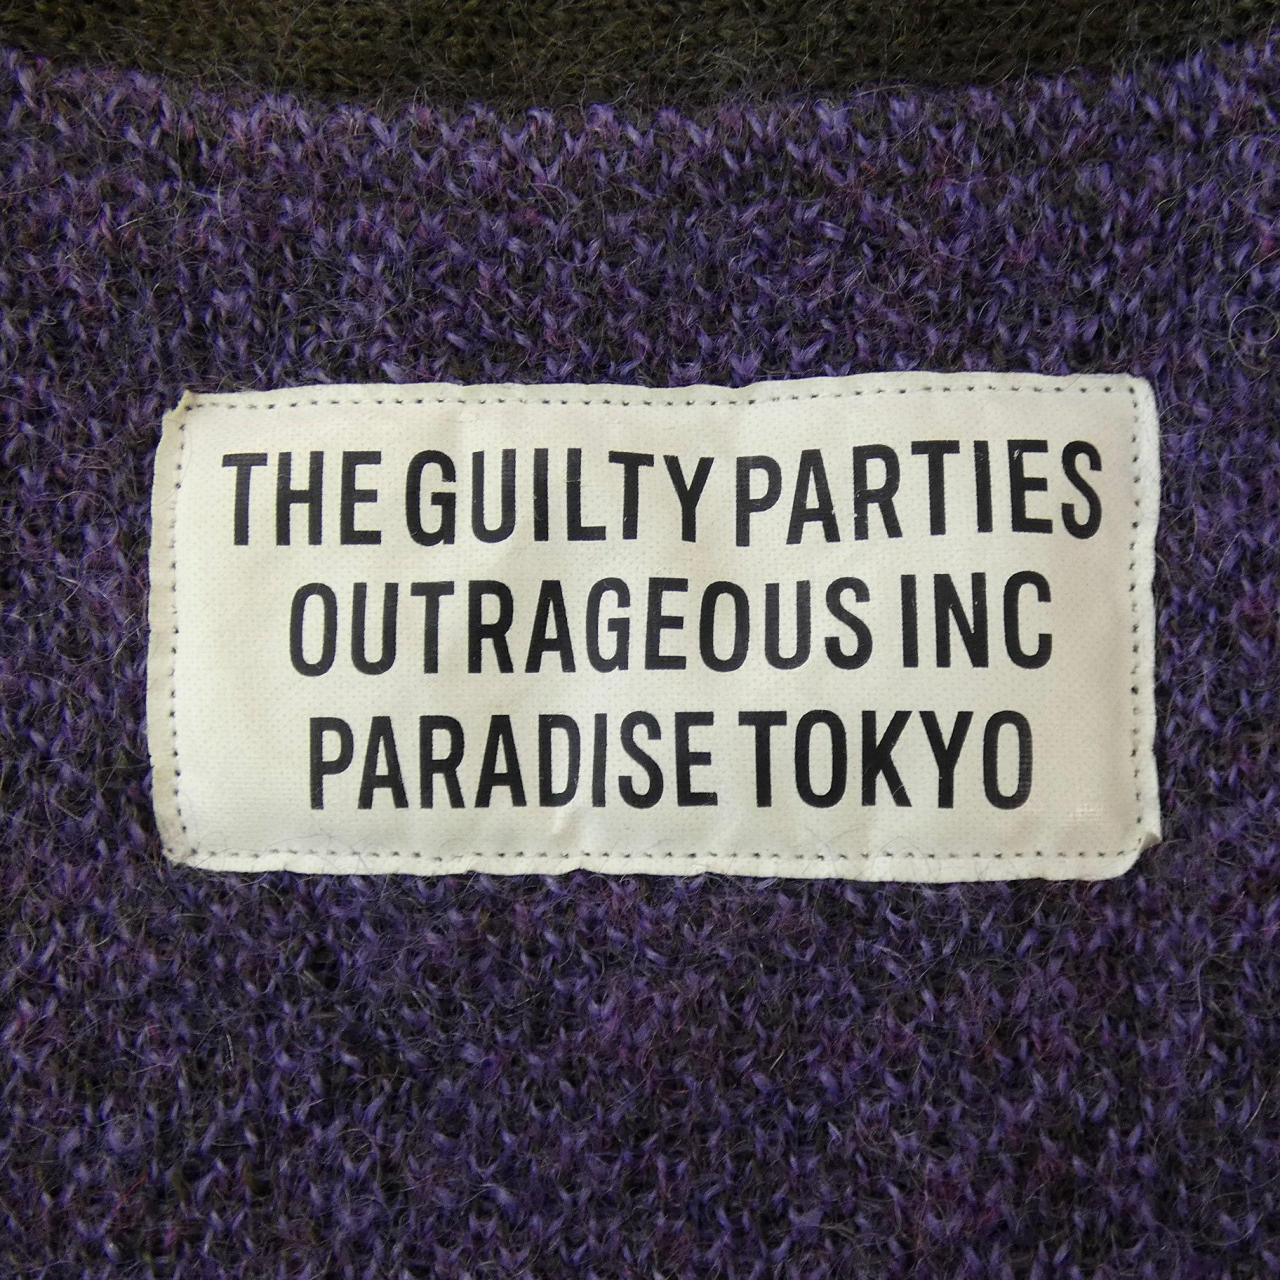 THE GUILTY PARTIES
OUTRAGEOUS INC
PARADISE TOKYO